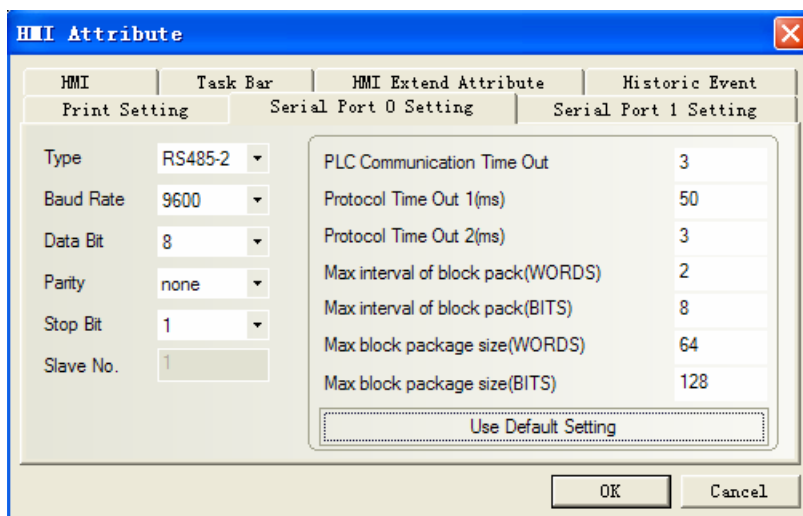 HMI Attribute
HMI Task Bar HMI Extend Attribute Historic Event
Print Setting Serial Port 0 Setting Serial Port 1 Setting
Type RS485-2
Baud Rate 9600
Data Bit 8
Parity none
Stop Bit 1
Slave No. 1
PLC Communication Time Out 3
Protocol Time Out 1(ms) 50
Protocol Time Out 2(ms) 3
Max interval of block pack(WORDS) 2
Max interval of block pack(BITS) 8
Max block package size(WORDS) 64
Max block package size(BITS) 128
Use Default Setting
OK Cancel